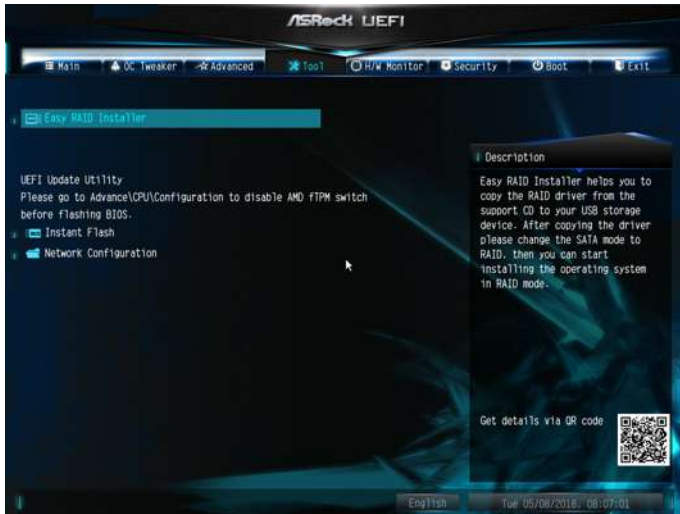 ASRock UEFI
Main OC Tweaker Advanced Tool H/W Monitor Security Boot Exit
Easy RAID Installer
UEFI Update Utility
Please go to Advance\CPU\Configuration to disable AMD fTPM switch
before flashing BIOS.
Instant Flash
Network Configuration
Description
Easy RAID Installer helps you to
copy the RAID driver from the
support CD to your USB storage
device. After copying the driver
please change the SATA mode to
RAID, then you can start
installing the operating system
in RAID mode.
Get details via QR code
English
Tue 05/08/2018, 08:07:01